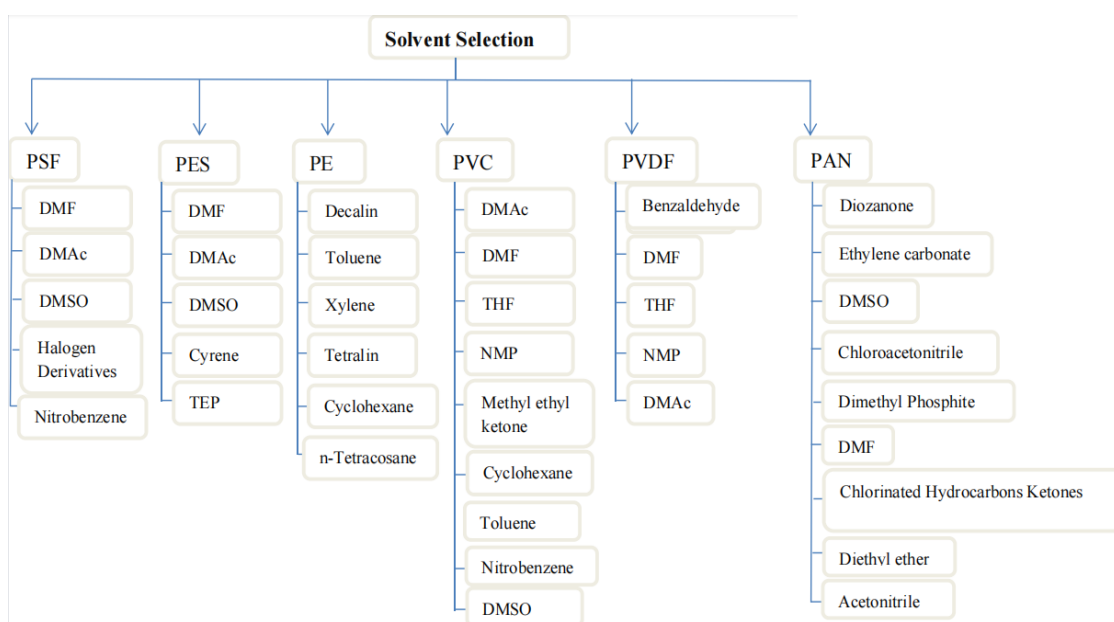 Solvent Selection
PSF
DMF
DMAc
DMSO
Halogen
Derivatives
Nitrobenzene
PES
DMF
DMAc
DMSO
Cyrene
TEP
PE
Decalin
Toluene
Xylene
Tetralin
Cyclohexane
n-Tetracosane
PVC
DMAc
DMF
THF
NMP
Methyl ethyl
ketone
Cyclohexane
Toluene
Nitrobenzene
DMSO
PVDF
Benzaldehyde
DMF
THF
NMP
DMAc
PAN
Diozanone
Ethylene carbonate
DMSO
Chloroacetonitrile
Dimethyl Phosphite
DMF
Chlorinated Hydrocarbons Ketones
Diethyl ether
Acetonitrile